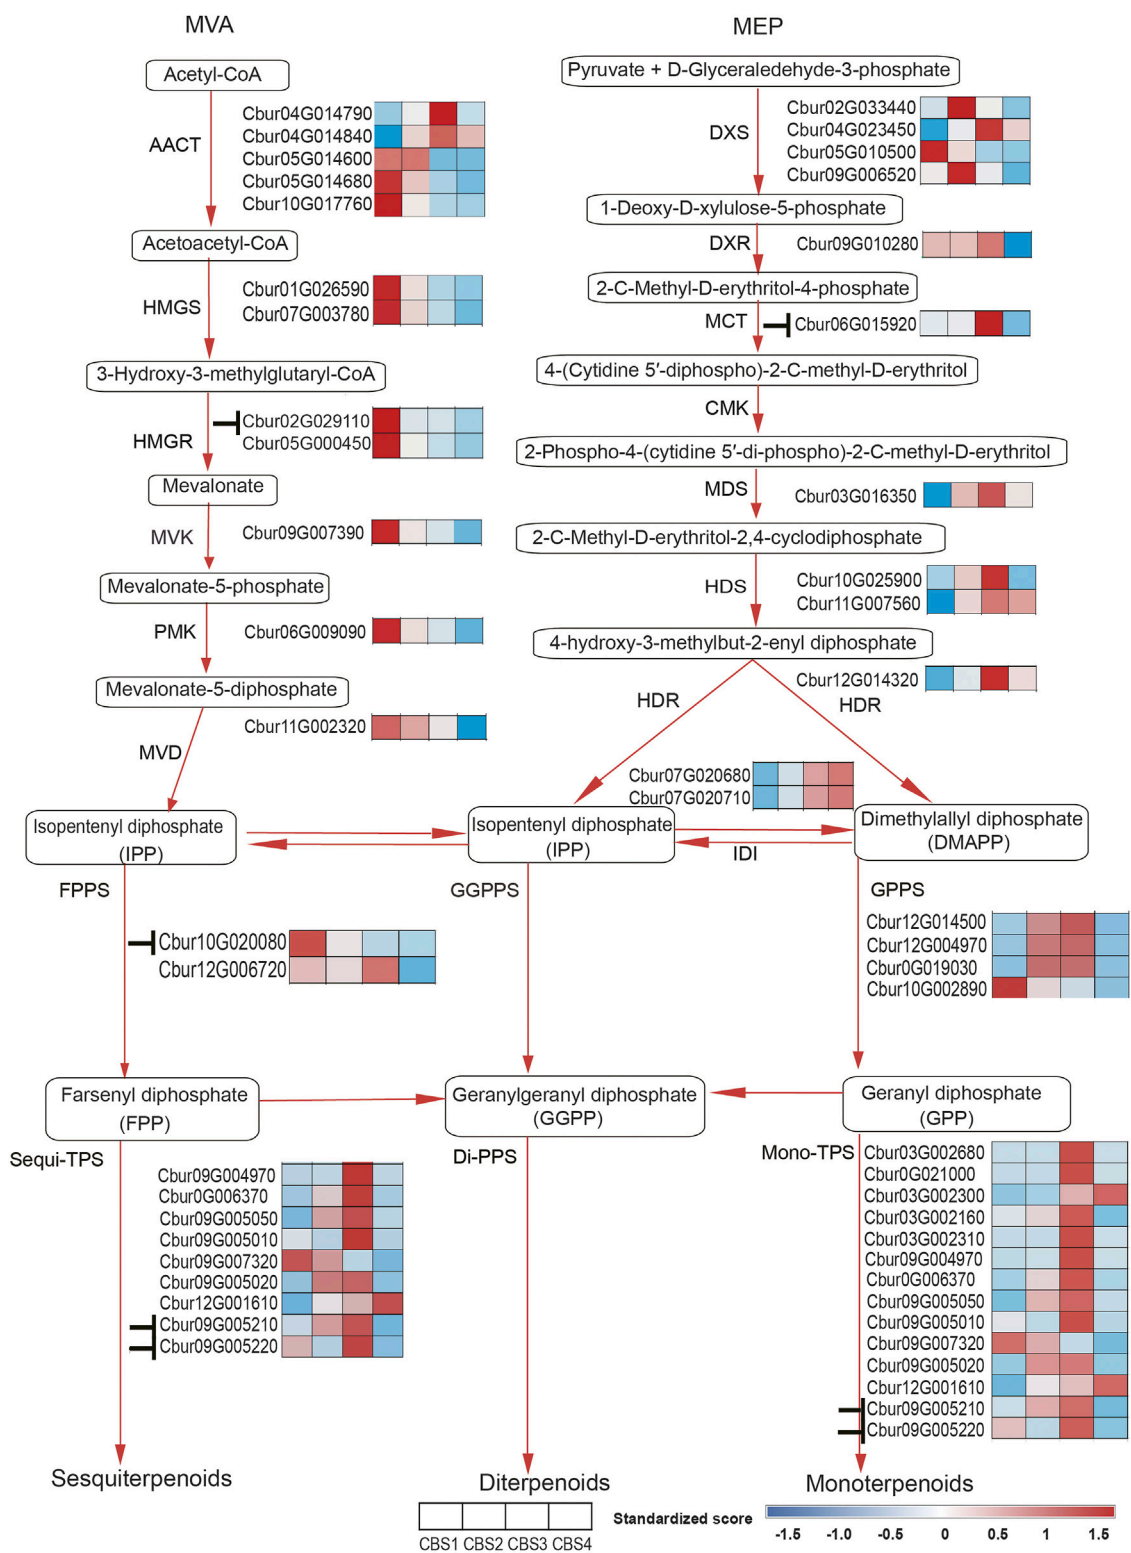 MVA
MEP
Acetyl-CoA
Pyruvate + D-Glyceraledehyde-3-phosphate
AACT
Cbur04G014790
Cbur04G014840
Cbur05G014600
Cbur05G014680
Cbur10G017760
DXS
Cbur02G033440
Cbur04G023450
Cbur05G010500
Cbur09G006520
Acetoacetyl-CoA
1-Deoxy-D-xylulose-5-phosphate
DXR
Cbur09G010280
HMGS
Cbur01G026590
Cbur07G003780
2-C-Methyl-D-erythritol-4-phosphate
MCT
Cbur06G015920
3-Hydroxy-3-methylglutaryl-CoA
4-(Cytidine 5′-diphospho)-2-C-methyl-D-erythritol
HMGR
Cbur02G029110
Cbur05G000450
CMK
2-Phospho-4-(cytidine 5′-di-phospho)-2-C-methyl-D-erythritol
Mevalonate
MDS
Cbur03G016350
MVK
Cbur09G007390
2-C-Methyl-D-erythritol-2,4-cyclodiphosphate
Mevalonate-5-phosphate
HDS
Cbur10G025900
Cbur11G007560
PMK
Cbur06G009090
4-hydroxy-3-methylbut-2-enyl diphosphate
Mevalonate-5-diphosphate
HDR
Cbur12G014320
HDR
Cbur11G002320
MVD
Cbur07G020680
Cbur07G020710
Isopentenyl diphosphate
(IPP)
Isopentenyl diphosphate
(IPP)
IDI
Dimethylallyl diphosphate
(DMAPP)
FPPS
GGPPS
GPPS
Cbur10G020080
Cbur12G006720
Cbur12G014500
Cbur12G004970
Cbur0G019030
Cbur10G002890
Farsenyl diphosphate
(FPP)
Geranylgeranyl diphosphate
(GGPP)
Geranyl diphosphate
(GPP)
Sequi-TPS
Di-PPS
Mono-TPS
Cbur09G004970
Cbur0G006370
Cbur09G005050
Cbur09G005010
Cbur09G007320
Cbur09G005020
Cbur12G001610
Cbur09G005210
Cbur09G005220
Cbur03G002680
Cbur0G021000
Cbur03G002300
Cbur03G002160
Cbur03G002310
Cbur09G004970
Cbur0G006370
Cbur09G005050
Cbur09G005010
Cbur09G007320
Cbur09G005020
Cbur12G001610
Cbur09G005210
Cbur09G005220
Sesquiterpenoids
Diterpenoids
Monoterpenoids
CBS1 CBS2 CBS3 CBS4
Standardized score
-1.5 -1.0 -0.5 0 0.5 1 1.5